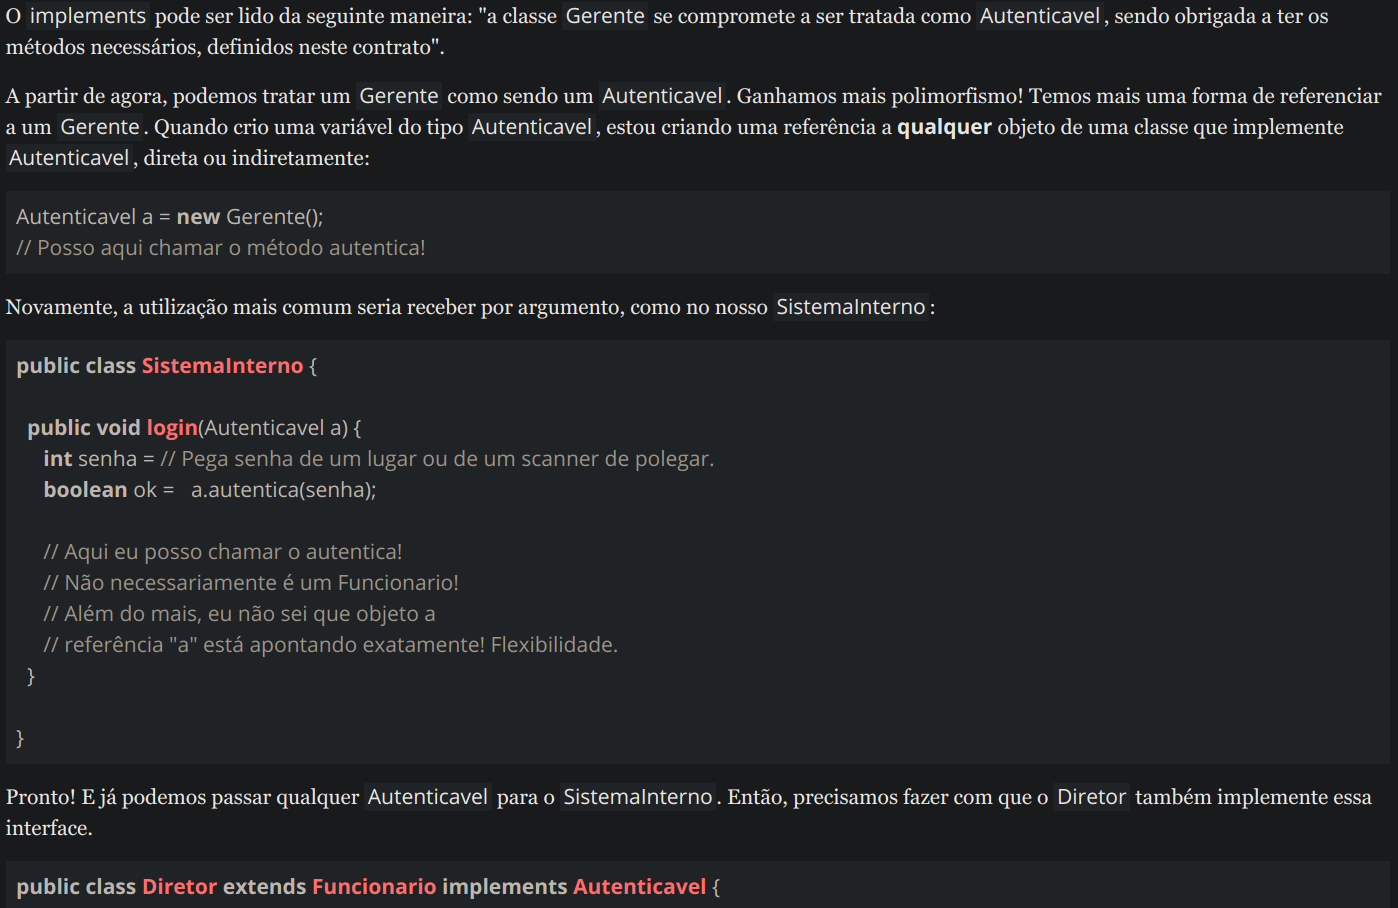 O implements pode ser lido da seguinte maneira: "a classe Gerente se compromete a ser tratada como Autenticavel, sendo obrigada a ter os
métodos necessários, definidos neste contrato".
A partir de agora, podemos tratar um Gerente como sendo um Autenticavel. Ganhamos mais polimorfismo! Temos mais uma forma de referenciar
a um Gerente. Quando crio uma variável do tipo Autenticavel, estou criando uma referência a qualquer objeto de uma classe que implemente
Autenticavel, direta ou indiretamente:
Autenticavel a = new Gerente();
// Posso aqui chamar o método autentica!
Novamente, a utilização mais comum seria receber por argumento, como no nosso SistemaInterno:
public class SistemaInterno {
public void login(Autenticavel a) {
int senha = // Pega senha de um lugar ou de um scanner de polegar.
boolean ok = a.autentica(senha);
// Aqui eu posso chamar o autentica!
// Não necessariamente é um Funcionario!
// Além do mais, eu não sei que objeto a
// referência "a" está apontando exatamente! Flexibilidade.
}
}
Pronto! E já podemos passar qualquer Autenticavel para o SistemaInterno. Então, precisamos fazer com que o Diretor também implemente essa
interface.
public class Diretor extends Funcionario implements Autenticavel {